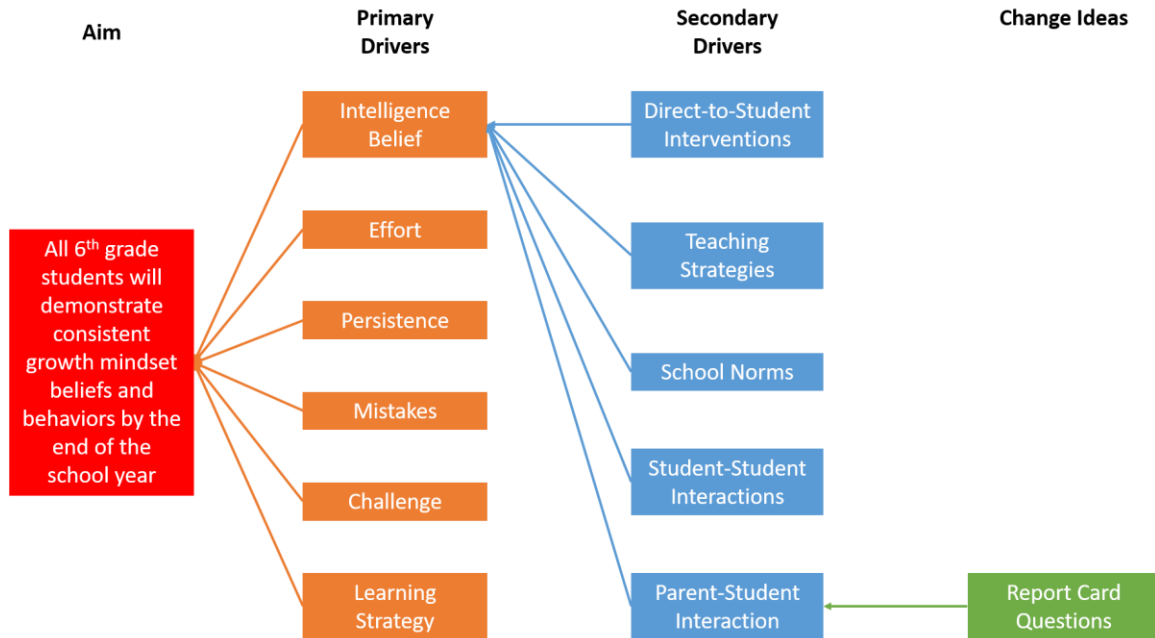 Aim
Primary
Drivers
Secondary
Drivers
Change Ideas
All 6th grade
students will
demonstrate
consistent
growth mindset
beliefs and
behaviors by the
end of the
school year
Intelligence
Belief
Effort
Persistence
Mistakes
Challenge
Learning
Strategy
Direct-to-Student
Interventions
Teaching
Strategies
School Norms
Student-Student
Interactions
Parent-Student
Interaction
Report Card
Questions